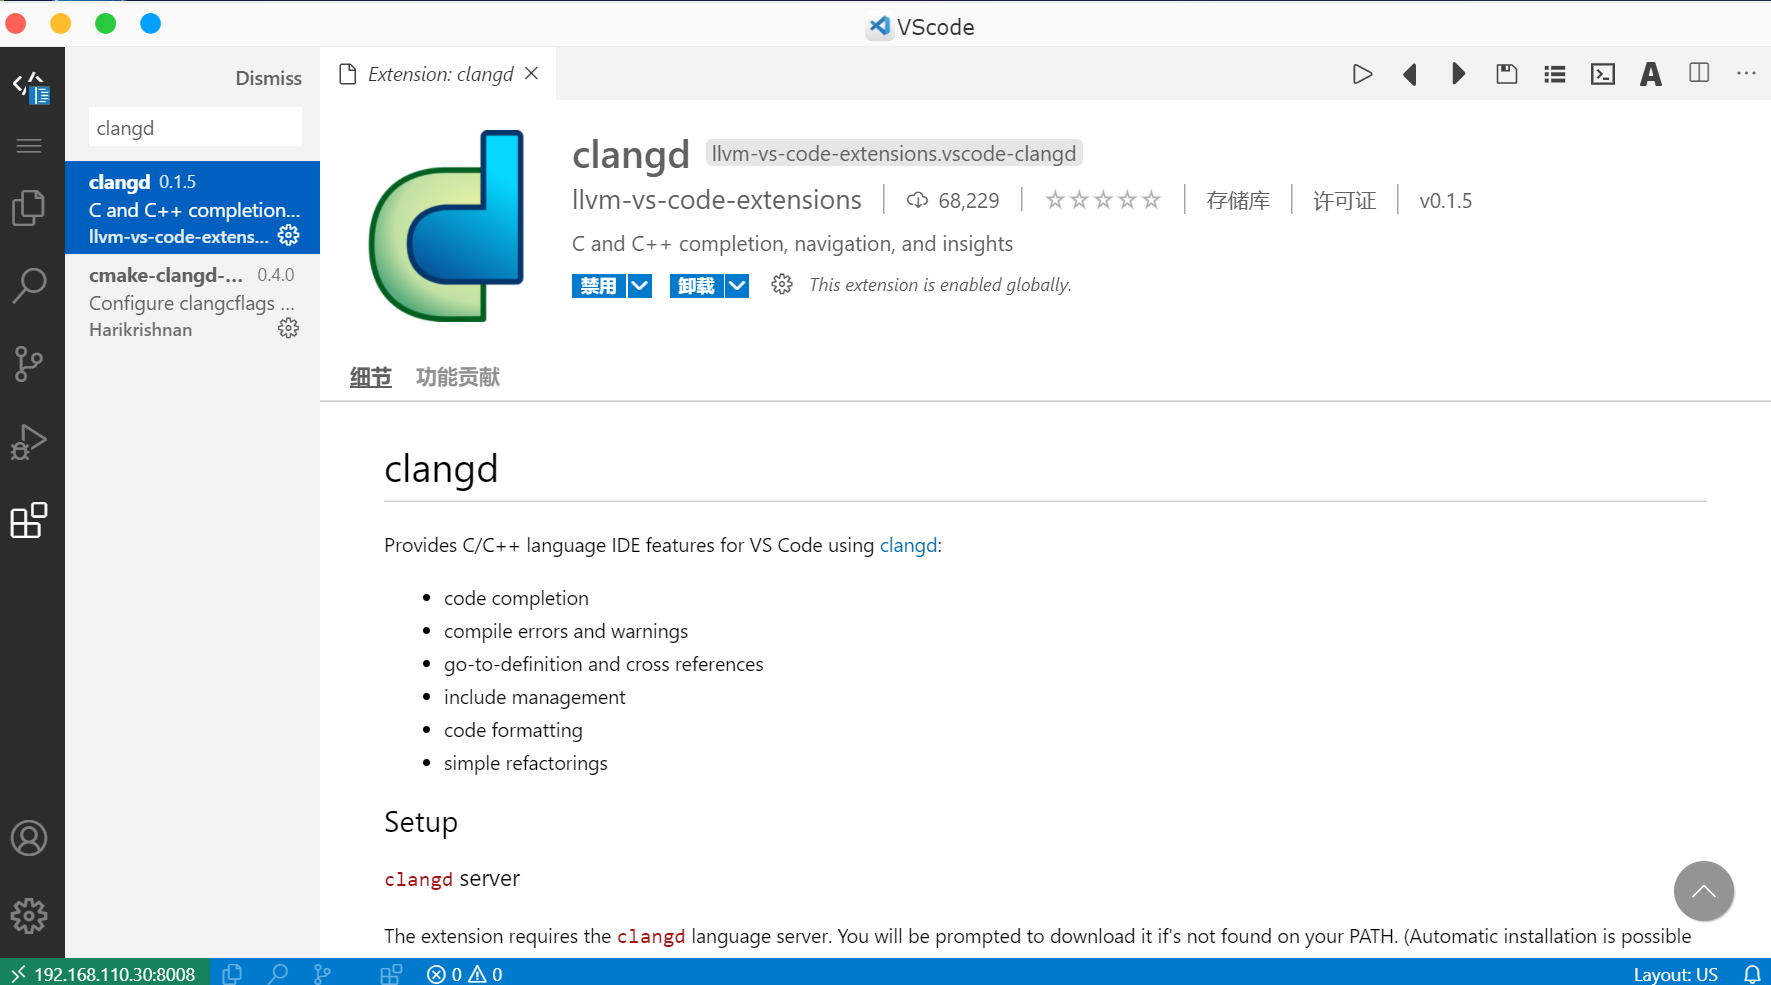 VScode
Dismiss
clangd
clangd 0.1.5
C and C++ completion...
llvm-vs-code-extens...
cmake-clangd-... 0.4.0
Configure clangcflags ...
Harikrishnan
Extension: clangd
clangd llvm-vs-code-extensions.vscode-clangd
llvm-vs-code-extensions 68,229 存储库 许可证 v0.1.5
C and C++ completion, navigation, and insights
禁用 卸载 This extension is enabled globally.
细节 功能贡献
clangd
Provides C/C++ language IDE features for VS Code using clangd:
code completion
compile errors and warnings
go-to-definition and cross references
include management
code formatting
simple refactorings
Setup
clangd server
The extension requires the clangd language server. You will be prompted to download it if's not found on your PATH. (Automatic installation is possible
192.168.110.30:8008 0 0 Layout: US